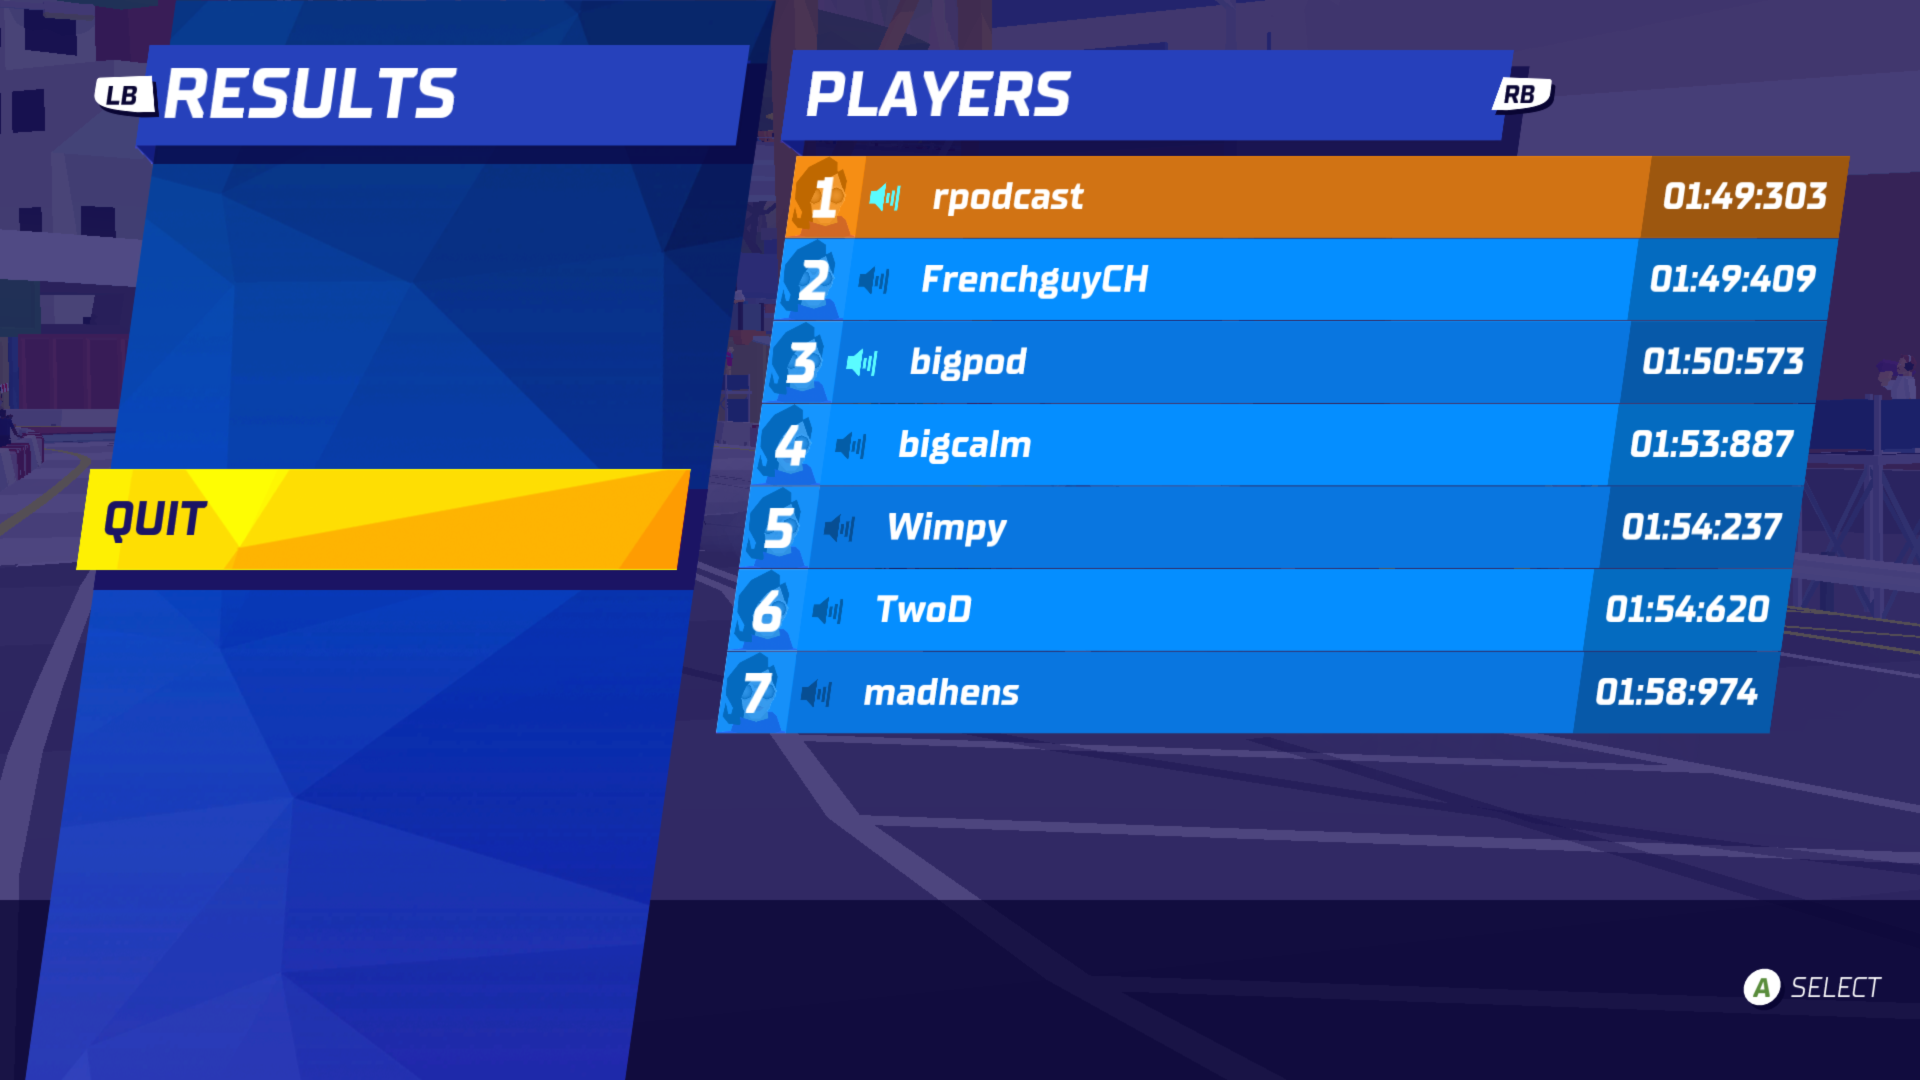 LB RESULTS
PLAYERS RB
1 rpodcast 01:49:303
2 FrenchguyCH 01:49:409
3 bigpod 01:50:573
4 bigcalm 01:53:887
5 Wimpy 01:54:237
6 TwoD 01:54:620
7 madhens 01:58:974
QUIT
A SELECT